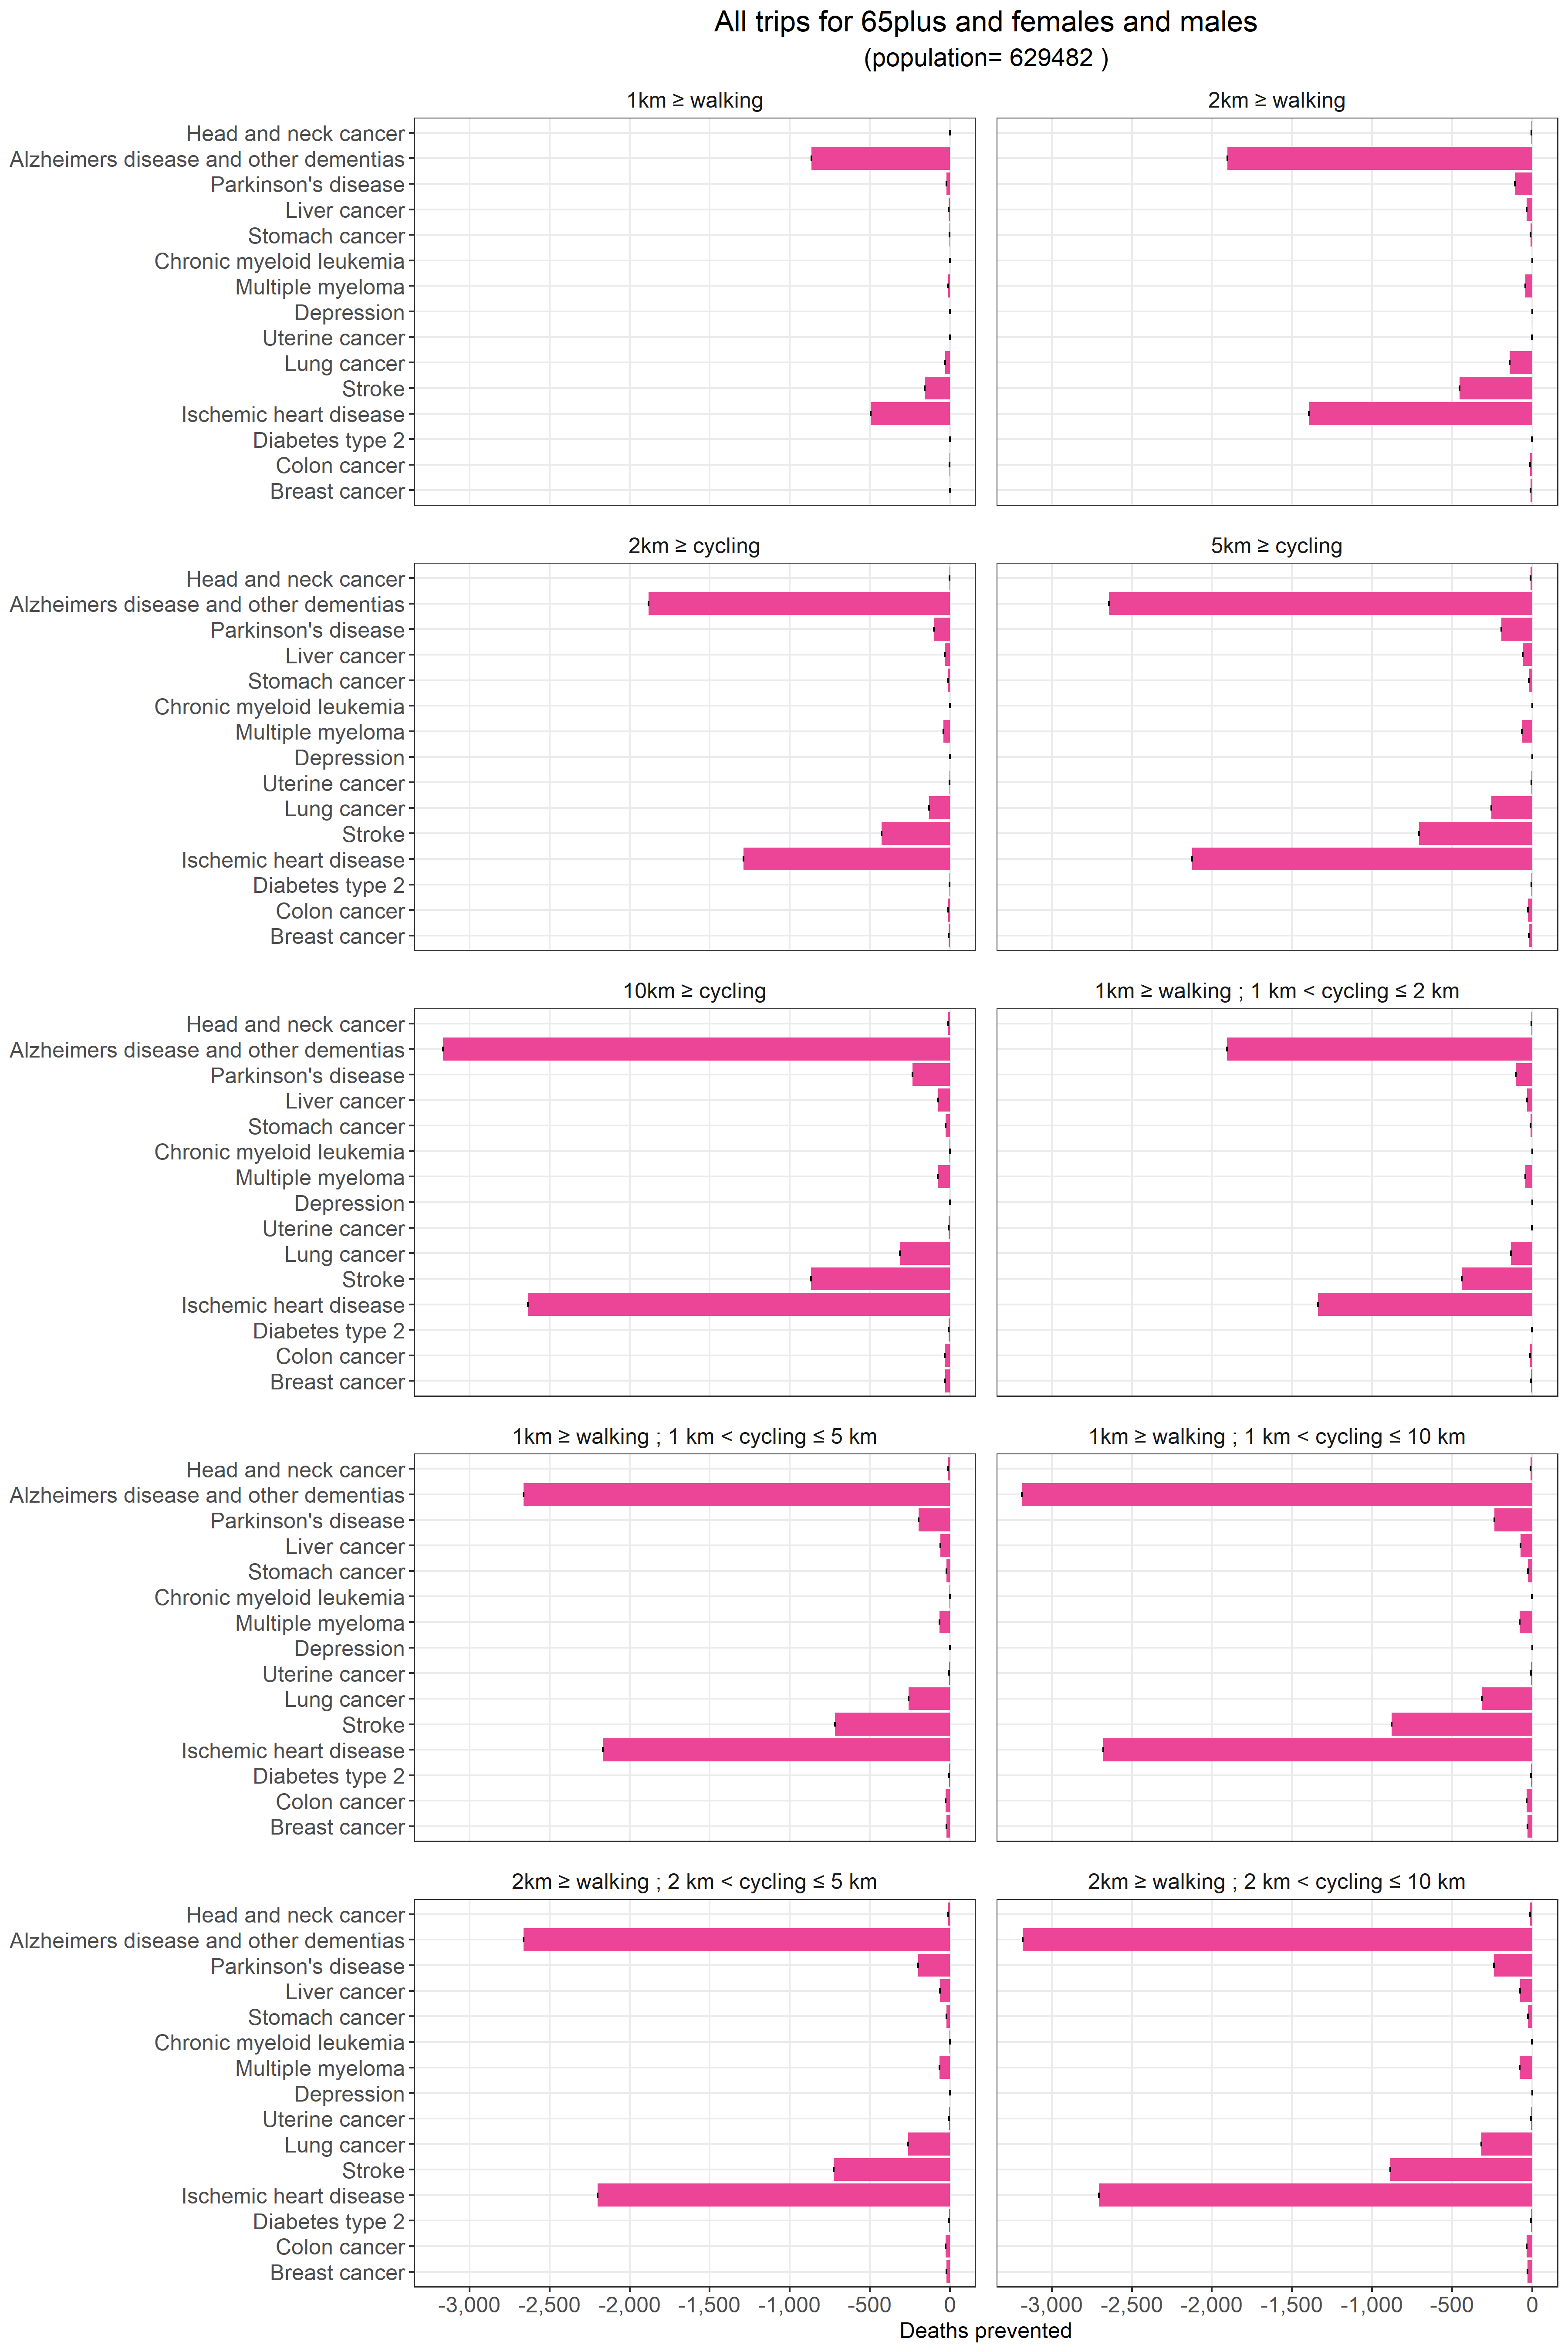 All trips for 65plus and females and males
(population= 629482 )
1km ≥ walking
2km ≥ walking
Head and neck cancer
Alzheimers disease and other dementias
Parkinson's disease
Liver cancer
Stomach cancer
Chronic myeloid leukemia
Multiple myeloma
Depression
Uterine cancer
Lung cancer
Stroke
Ischemic heart disease
Diabetes type 2
Colon cancer
Breast cancer
2km ≥ cycling
5km ≥ cycling
Head and neck cancer
Alzheimers disease and other dementias
Parkinson's disease
Liver cancer
Stomach cancer
Chronic myeloid leukemia
Multiple myeloma
Depression
Uterine cancer
Lung cancer
Stroke
Ischemic heart disease
Diabetes type 2
Colon cancer
Breast cancer
10km ≥ cycling
1km ≥ walking ; 1 km < cycling ≤ 2 km
Head and neck cancer
Alzheimers disease and other dementias
Parkinson's disease
Liver cancer
Stomach cancer
Chronic myeloid leukemia
Multiple myeloma
Depression
Uterine cancer
Lung cancer
Stroke
Ischemic heart disease
Diabetes type 2
Colon cancer
Breast cancer
1km ≥ walking ; 1 km < cycling ≤ 5 km
1km ≥ walking ; 1 km < cycling ≤ 10 km
Head and neck cancer
Alzheimers disease and other dementias
Parkinson's disease
Liver cancer
Stomach cancer
Chronic myeloid leukemia
Multiple myeloma
Depression
Uterine cancer
Lung cancer
Stroke
Ischemic heart disease
Diabetes type 2
Colon cancer
Breast cancer
2km ≥ walking ; 2 km < cycling ≤ 5 km
2km ≥ walking ; 2 km < cycling ≤ 10 km
Head and neck cancer
Alzheimers disease and other dementias
Parkinson's disease
Liver cancer
Stomach cancer
Chronic myeloid leukemia
Multiple myeloma
Depression
Uterine cancer
Lung cancer
Stroke
Ischemic heart disease
Diabetes type 2
Colon cancer
Breast cancer
-3,000 -2,500 -2,000 -1,500 -1,000 -500 0
-3,000 -2,500 -2,000 -1,500 -1,000 -500 0
Deaths prevented